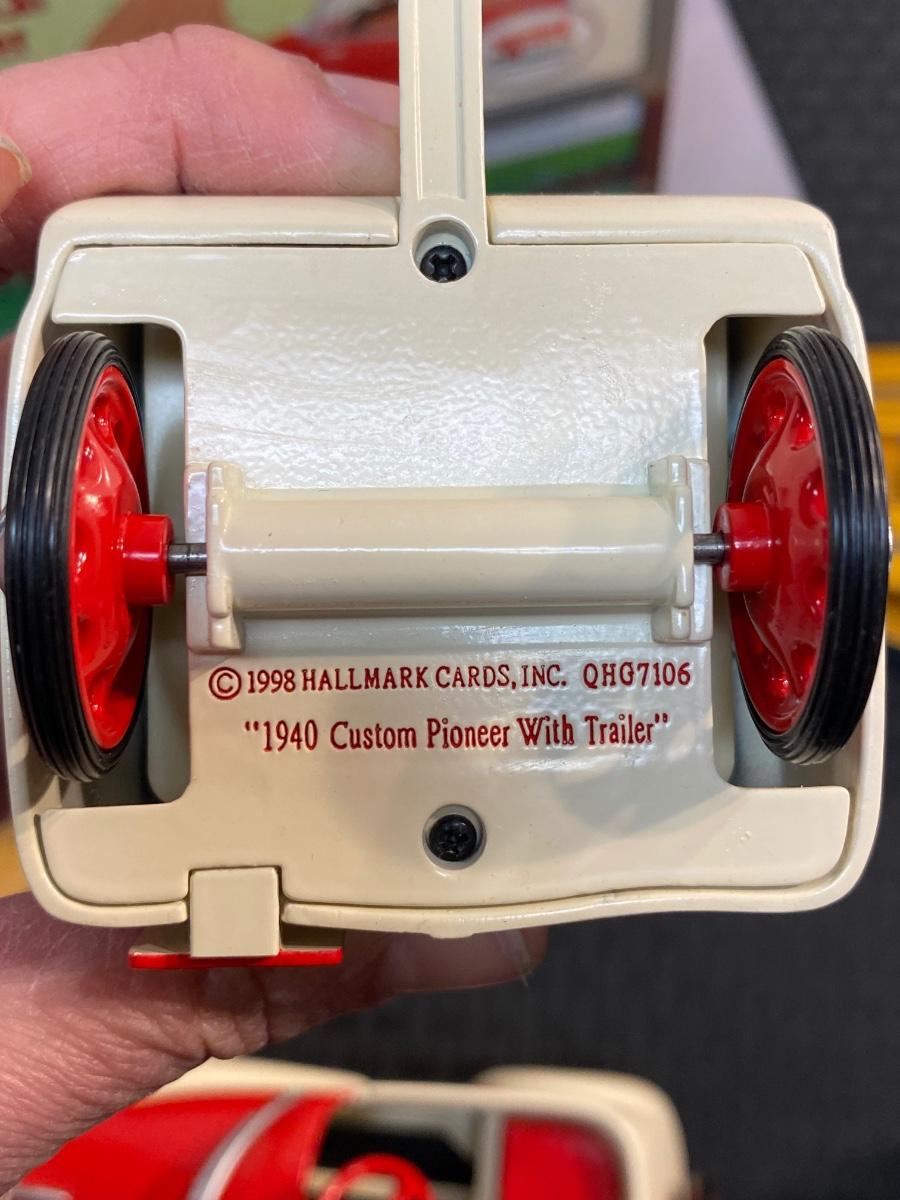 © 1998 HALLMARK CARDS, INC. QHG7106
"1940 Custom Pioneer With Trailer"